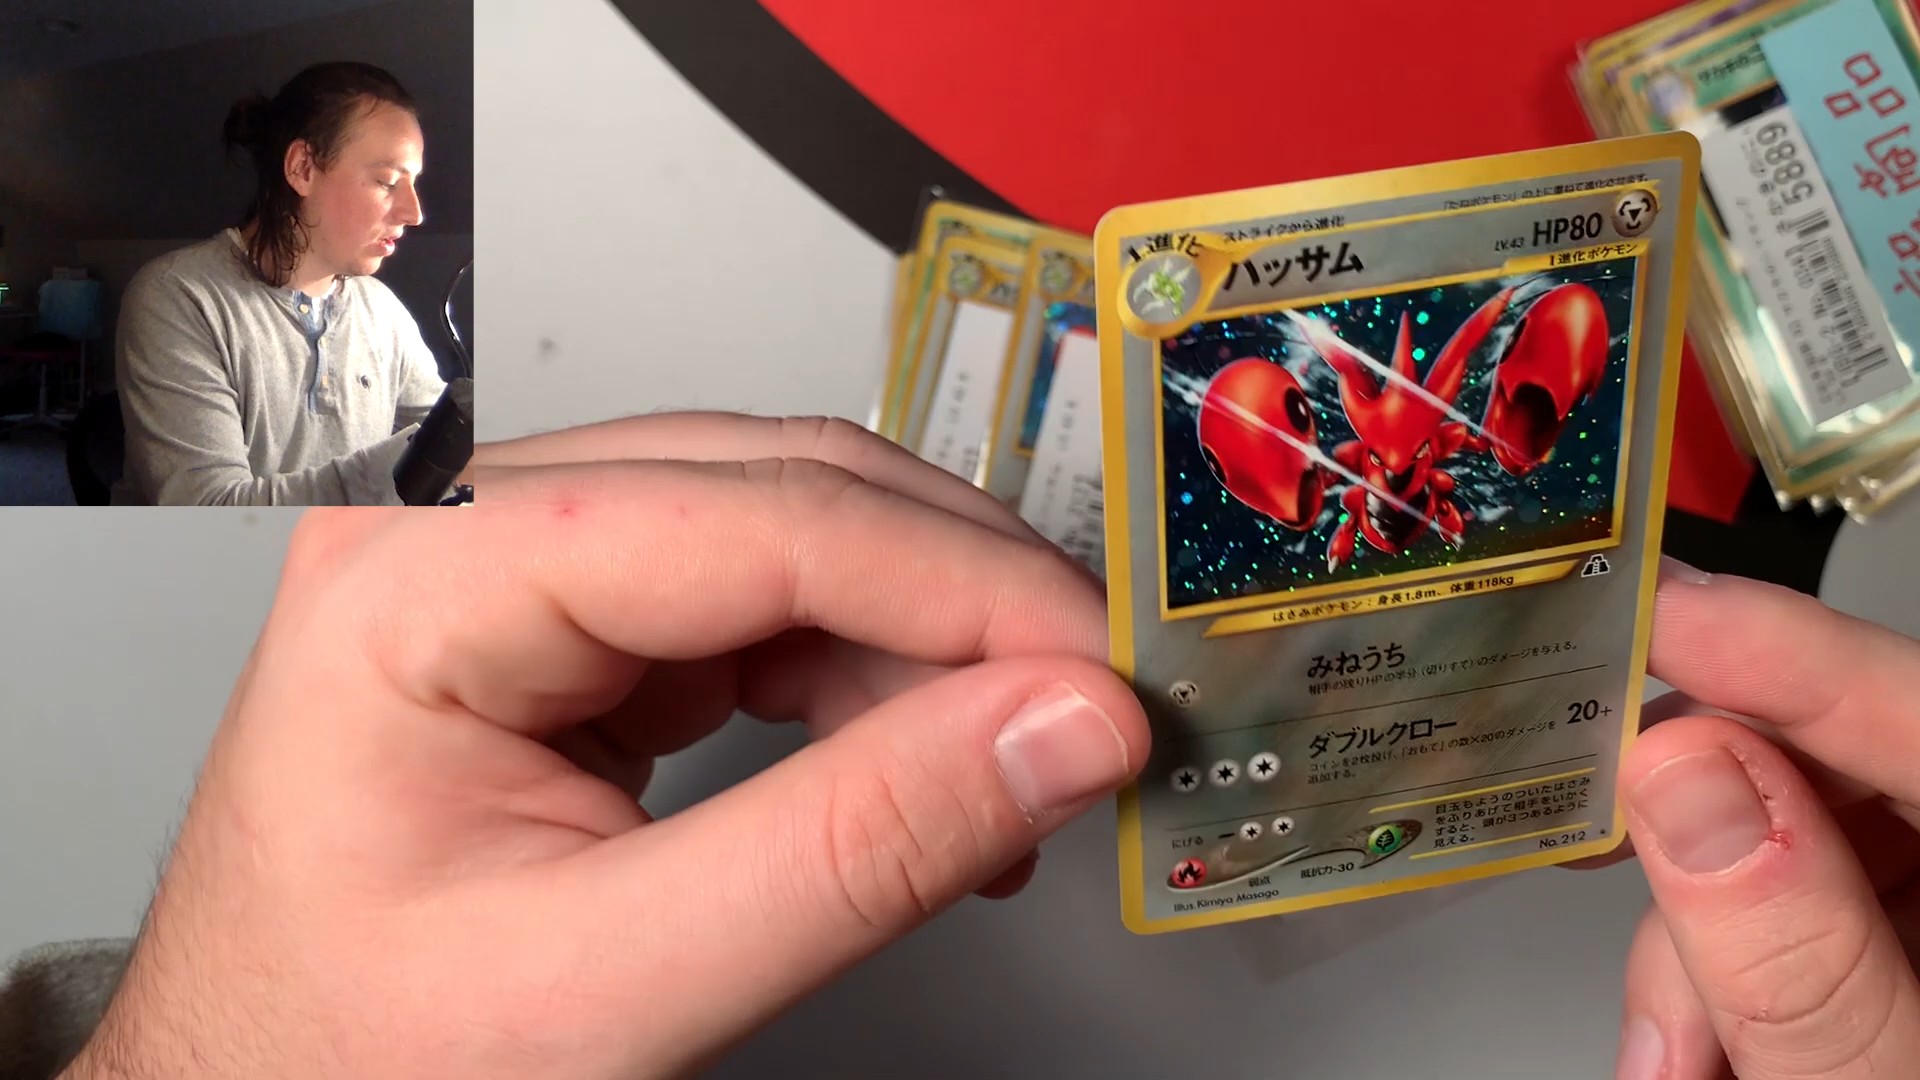 1進化
ストライクから進化
「たねポケモン」の上に重ねて進化させます。
ハッサム
LV.43 HP80
1進化ポケモン
はさみポケモン：身長1.8m、体重118kg
みねうち
相手の残りHPの半分（切りすて）のダメージを与える。
ダブルクロー
20+
コインを2枚投げ、「おもて」の数×20のダメージを
追加する。
にげる
弱点
抵抗力-30
目玉もようのついたはさみ
をふりあげて相手をいかく
すると、頭が3つあるように
見える。
No. 212
Illus. Kimiya Masago
5889